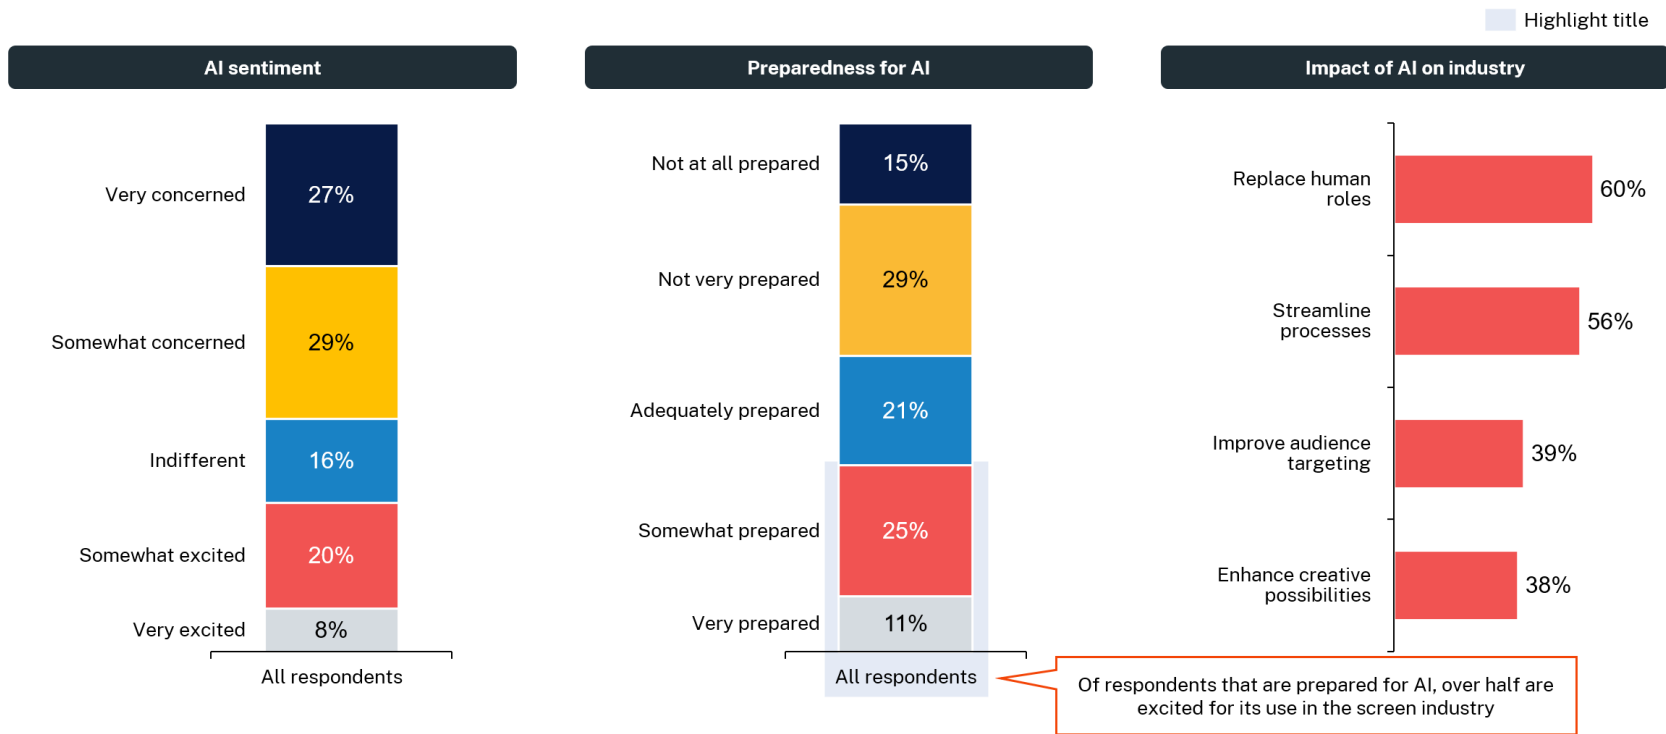 Highlight title
AI sentiment
Very concerned
27%
Somewhat concerned
29%
Indifferent
16%
Somewhat excited
20%
Very excited
8%
All respondents
Preparedness for AI
Not at all prepared
15%
Not very prepared
29%
Adequately prepared
21%
Somewhat prepared
25%
Very prepared
11%
All respondents
Of respondents that are prepared for AI, over half are
excited for its use in the screen industry
Impact of AI on industry
Replace human
roles
60%
Streamline
processes
56%
Improve audience
targeting
39%
Enhance creative
possibilities
38%